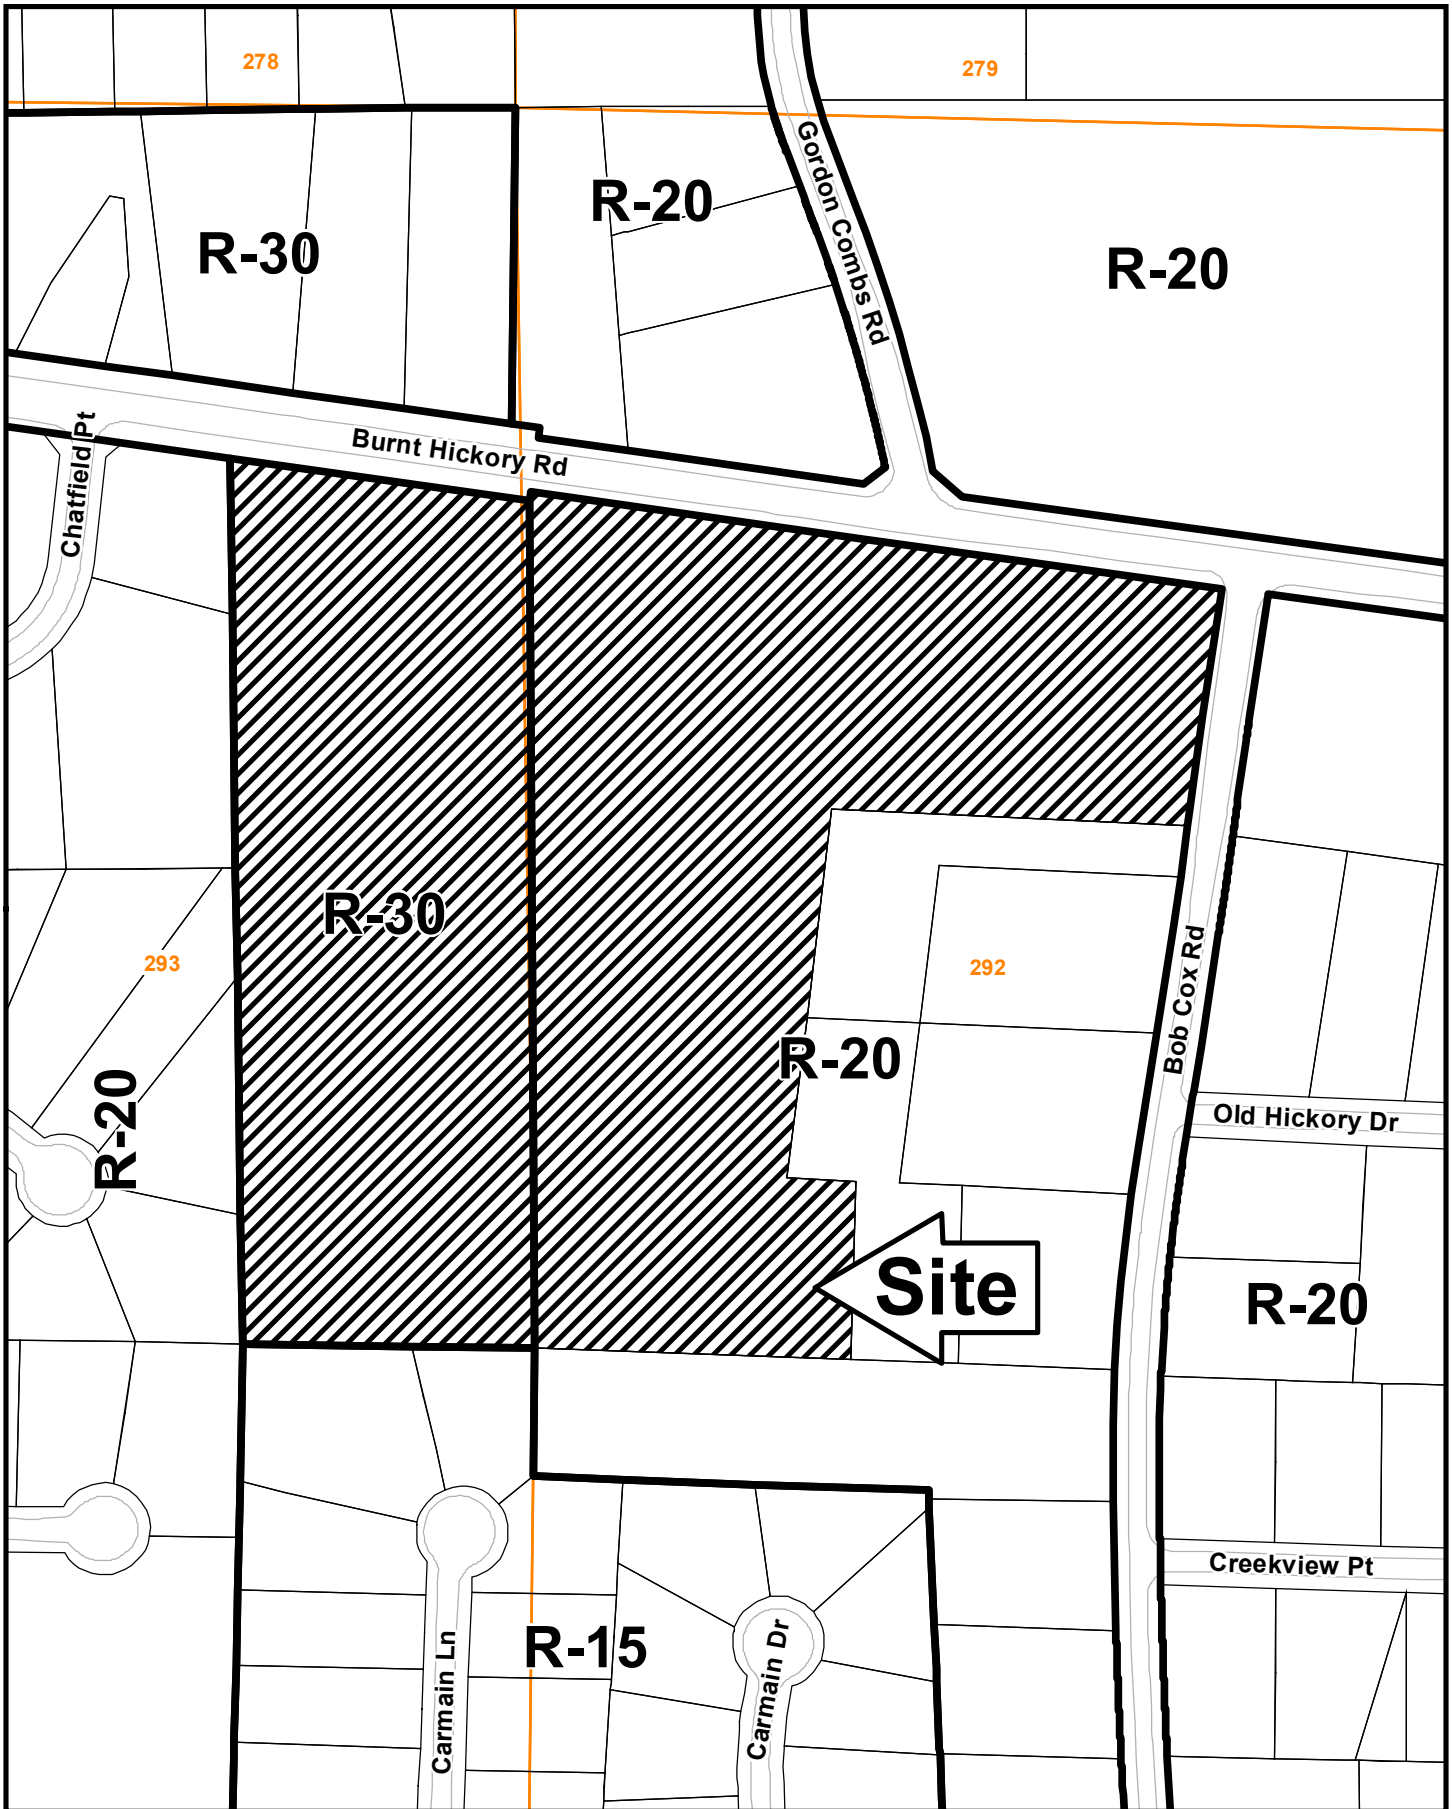 278
279
Gordon Combs Rd
R-20
R-30
R-20
Burnt Hickory Rd
Chatfield Pt
R-30
293
292
Bob Cox Rd
R-20
R-20
Old Hickory Dr
Site
R-20
Creekview Pt
R-15
Carmain Ln
Carmain Dr